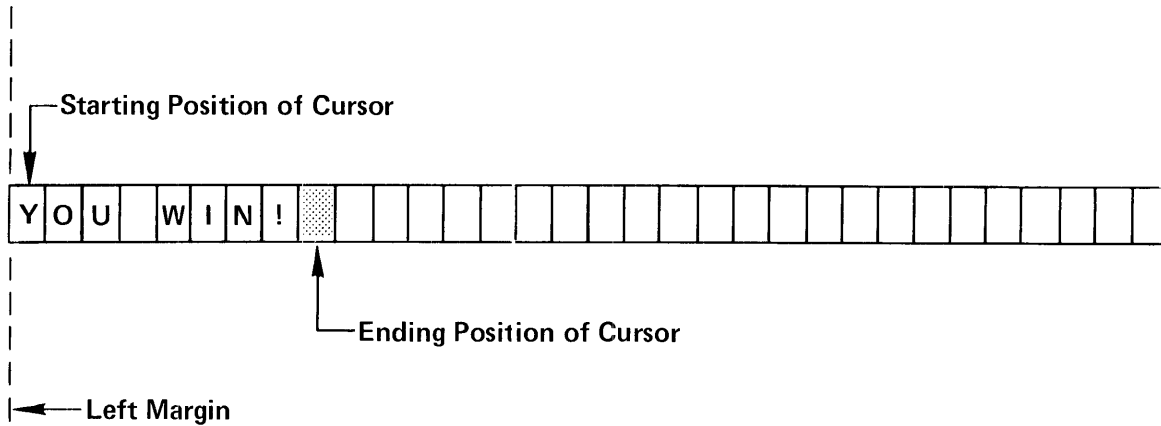 Starting Position of Cursor
YOU WIN!
Ending Position of Cursor
Left Margin